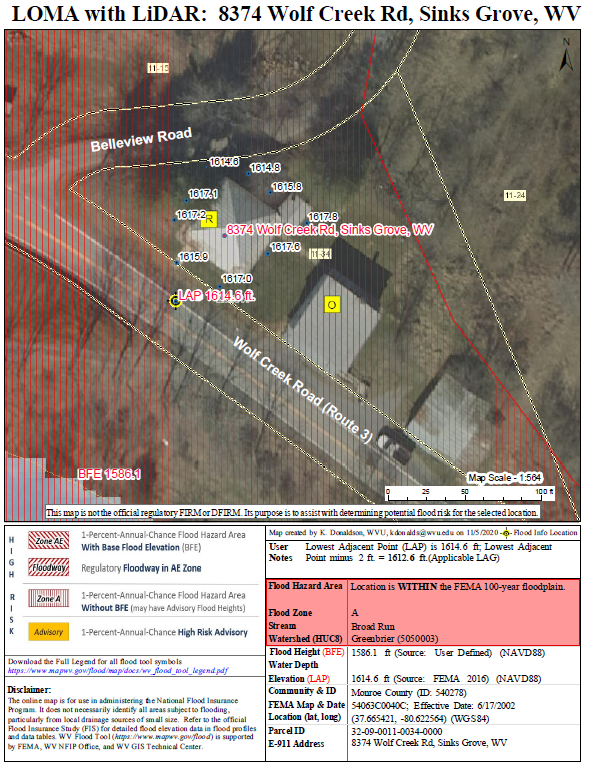 LOMA with LiDAR:  8374 Wolf Creek Rd, Sinks Grove, WV
N
11-13
Belleview Road
1614.6
1614.8
1615.8
1617.1
11-24
1617.2
R
1617.8
8374 Wolf Creek Rd, Sinks Grove, WV
1617.6
11-34
1615.9
1617.0
LAP 1614.6 ft.
O
Wolf Creek Road (Route 3)
BFE 1586.1
Map Scale - 1:564
0 25 50 100 ft
This map is not the official regulatory FIRM or DFIRM. Its purpose is to assist with determining potential flood risk for the selected location.
HIGH RISK
Zone AE
1-Percent-Annual-Chance Flood Hazard Area
With Base Flood Elevation (BFE)
Floodway
Regulatory Floodway in AE Zone
Zone A
1-Percent-Annual-Chance Flood Hazard Area
Without BFE (may have Advisory Flood Heights)
Advisory
1-Percent-Annual-Chance High Risk Advisory
Download the Full Legend for all flood tool symbols
https://www.mapwv.gov/flood/map/docs/wv_flood_tool_legend.pdf
Disclaimer:
The online map is for use in administering the National Flood Insurance
Program. It does not necessarily identify all areas subject to flooding,
particularly from local drainage sources of small size. Refer to the official
Flood Insurance Study (FIS) for detailed flood elevation data in flood profiles
and data tables. WV Flood Tool (https://www.mapwv.gov/flood) is supported
by FEMA, WV NFIP Office, and WV GIS Technical Center.
Map created by K. Donaldson, WVU, kdonalds@wvu.edu on 11/5/2020 - Flood Info Location
User Notes
Lowest Adjacent Point (LAP) is 1614.6 ft; Lowest Adjacent
Point minus 2 ft. = 1612.6 ft.(Applicable LAG)
Flood Hazard Area Location is WITHIN the FEMA 100-year floodplain.
Flood Zone A
Stream Broad Run
Watershed (HUC8) Greenbrier (5050003)
Flood Height (BFE) 1586.1 ft (Source: User Defined) (NAVD88)
Water Depth
Elevation (LAP) 1614.6 ft (Source: FEMA 2016) (NAVD88)
Community & ID Monroe County (ID: 540278)
FEMA Map & Date 54063C0040C; Effective Date: 6/17/2002
Location (lat, long) (37.665421, -80.622564) (WGS84)
Parcel ID 32-09-0011-0034-0000
E-911 Address 8374 Wolf Creek Rd, Sinks Grove, WV